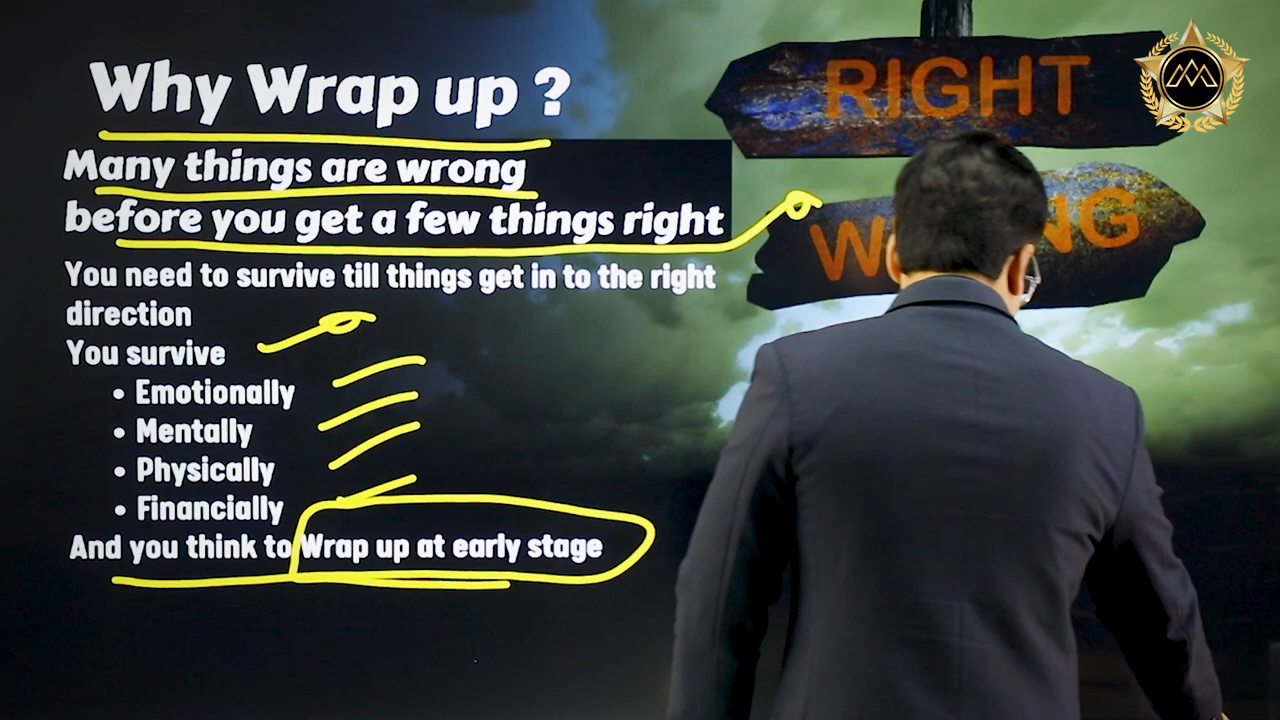 Why Wrap up ?
Many things are wrong
before you get a few things right
You need to survive till things get in to the right
direction
You survive
• Emotionally
• Mentally
• Physically
• Financially
And you think to Wrap up at early stage
RIGHT